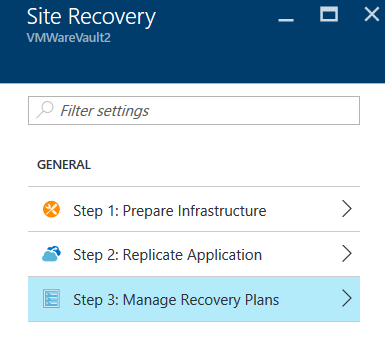 Site Recovery
VMWareVault2
Filter settings
GENERAL
Step 1: Prepare Infrastructure
Step 2: Replicate Application
Step 3: Manage Recovery Plans